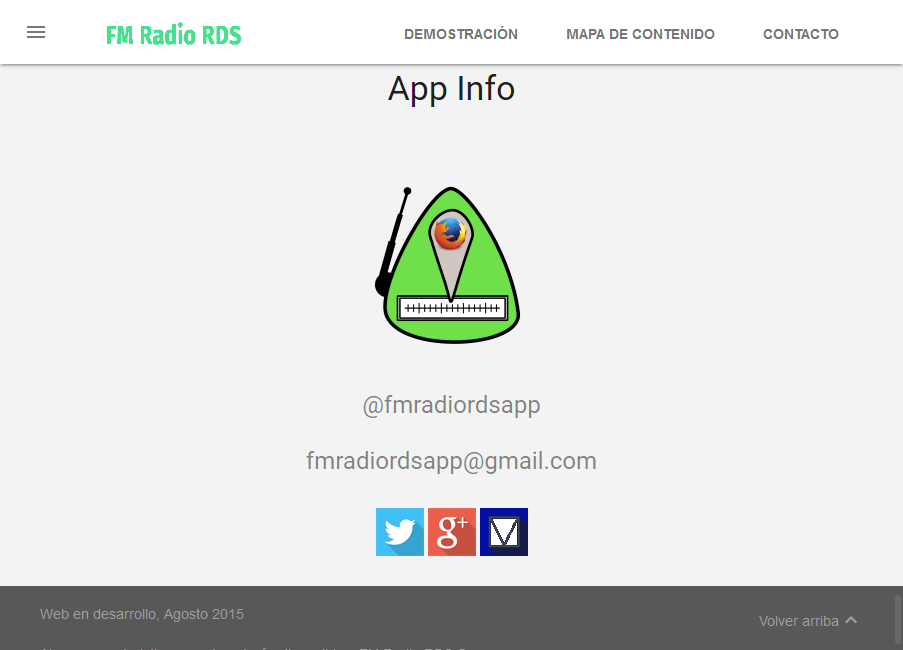 FM Radio RDS
DEMOSTRACIÓN MAPA DE CONTENIDO CONTACTO
App Info
@fmradiordsapp
fmradiordsapp@gmail.com
g+
Web en desarrollo, Agosto 2015
Volver arriba